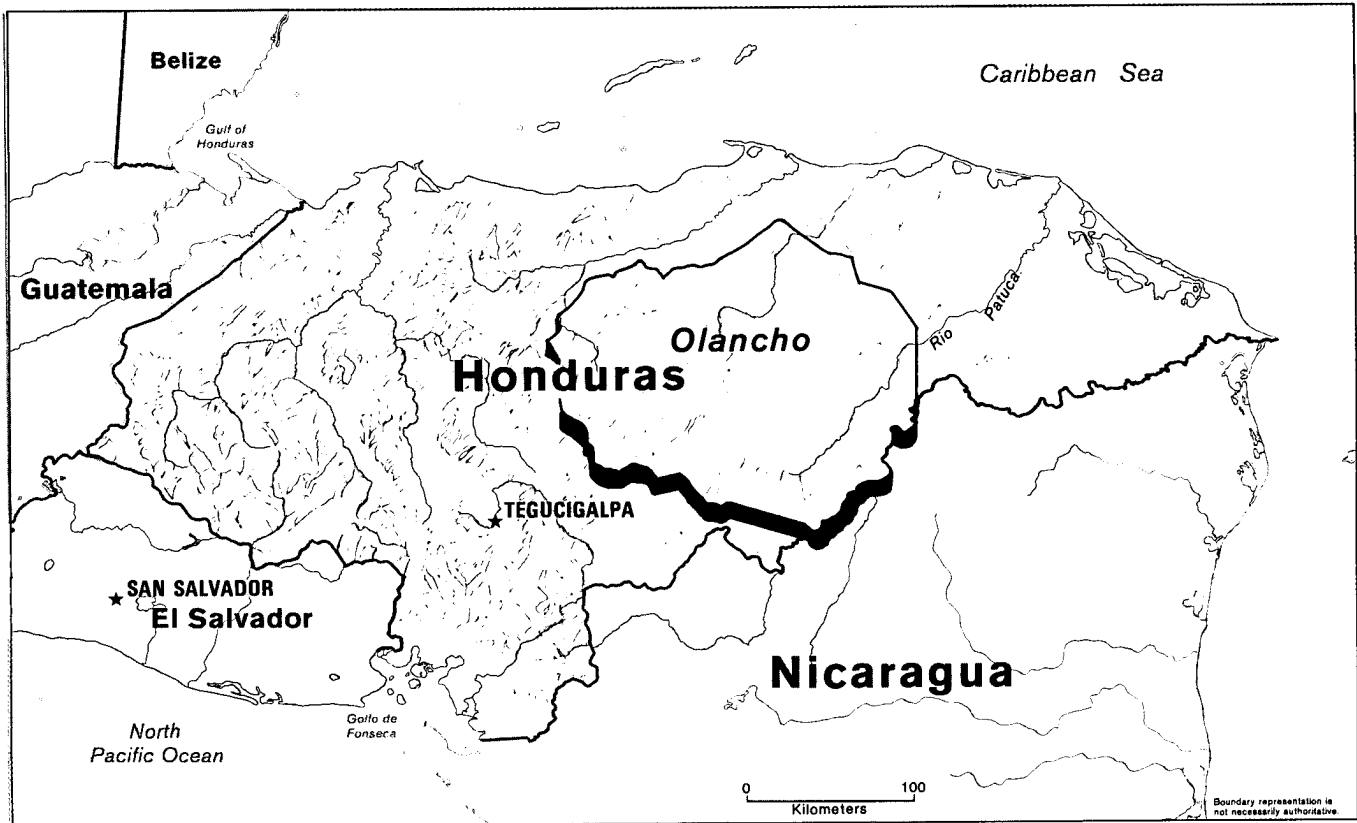 Belize
Caribbean Sea
Gulf of
Honduras
Guatemala
Olancho
Rio Patuca
Honduras
TEGUCIGALPA
SAN SALVADOR
El Salvador
Nicaragua
Golfo de
Fonseca
North
Pacific Ocean
0 100
Kilometers
Boundary representation is
not necessarily authoritative.